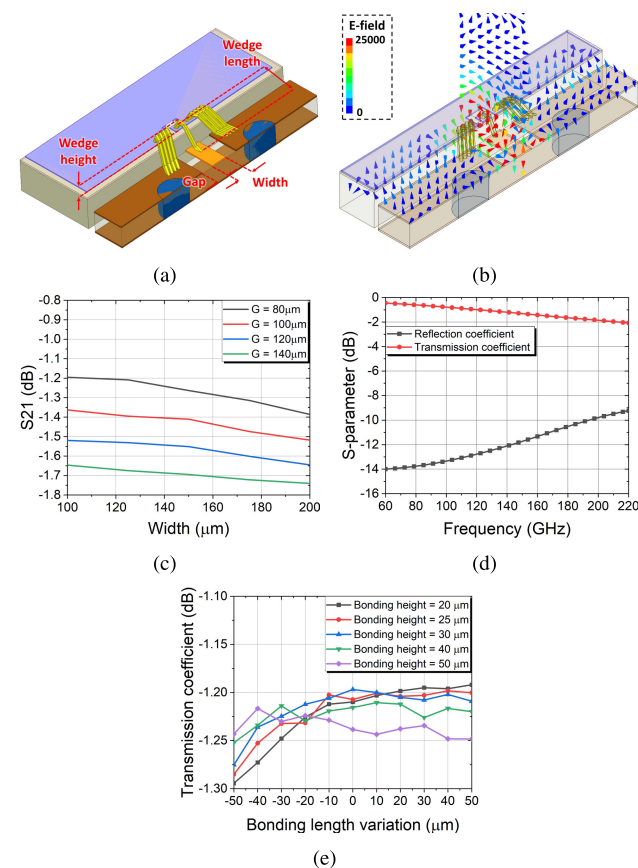 Wedge
length
Wedge
height
Gap
Width
(a)
E-field
25000
0
(b)
-0.8
-0.9
-1.0
-1.1
-1.2
-1.3
-1.4
-1.5
-1.6
-1.7
-1.8
S21 (dB)
G = 80μm
G = 100μm
G = 120μm
G = 140μm
100 125 150 175 200
Width (μm)
(c)
0
-2
-4
-6
-8
-10
-12
-14
-16
S-parameter (dB)
Reflection coefficient
Transmission coefficient
60 80 100 120 140 160 180 200 220
Frequency (GHz)
(d)
-1.10
-1.15
-1.20
-1.25
-1.30
Transmission coefficient (dB)
Bonding height = 20 μm
Bonding height = 25 μm
Bonding height = 30 μm
Bonding height = 40 μm
Bonding height = 50 μm
-50 -40 -30 -20 -10 0 10 20 30 40 50
Bonding length variation (μm)
(e)